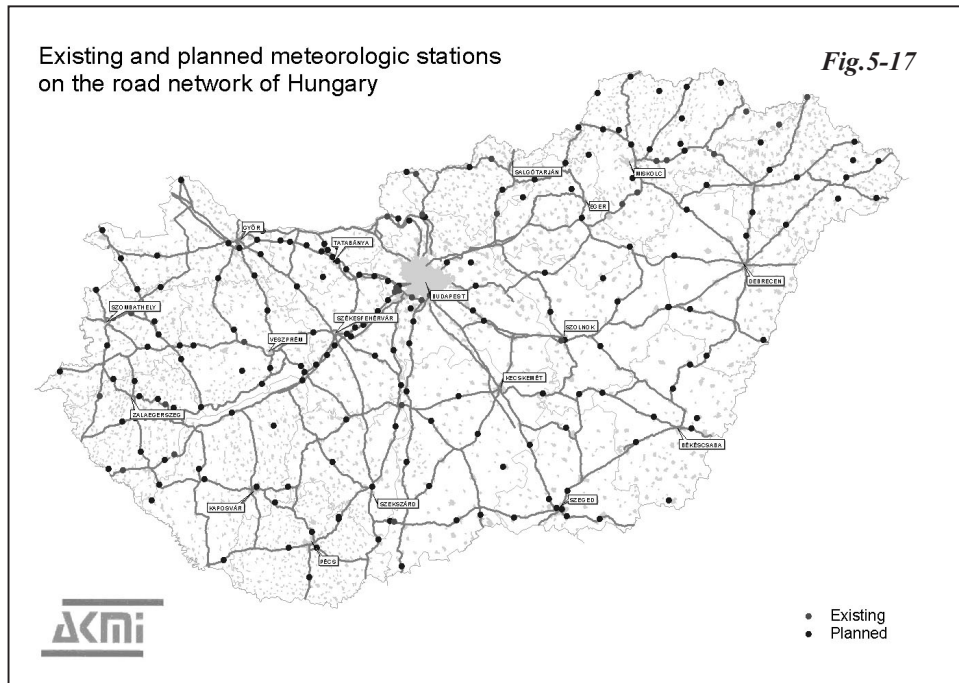 Existing and planned meteorologic stations
on the road network of Hungary
Fig.5-17
SALGÓTARJÁN
MISKOLC
EGER
GYŐR
TATABÁNYA
DEBRECEN
BUDAPEST
SZOMBATHELY
SZÉKESFEHÉRVÁR
SZOLNOK
VESZPRÉM
KECSKEMÉT
ZALAEGERSZEG
BÉKÉSCSABA
KAPOSVÁR
SZEKSZÁRD
SZEGED
PÉCS
ÁKMi
Existing
Planned